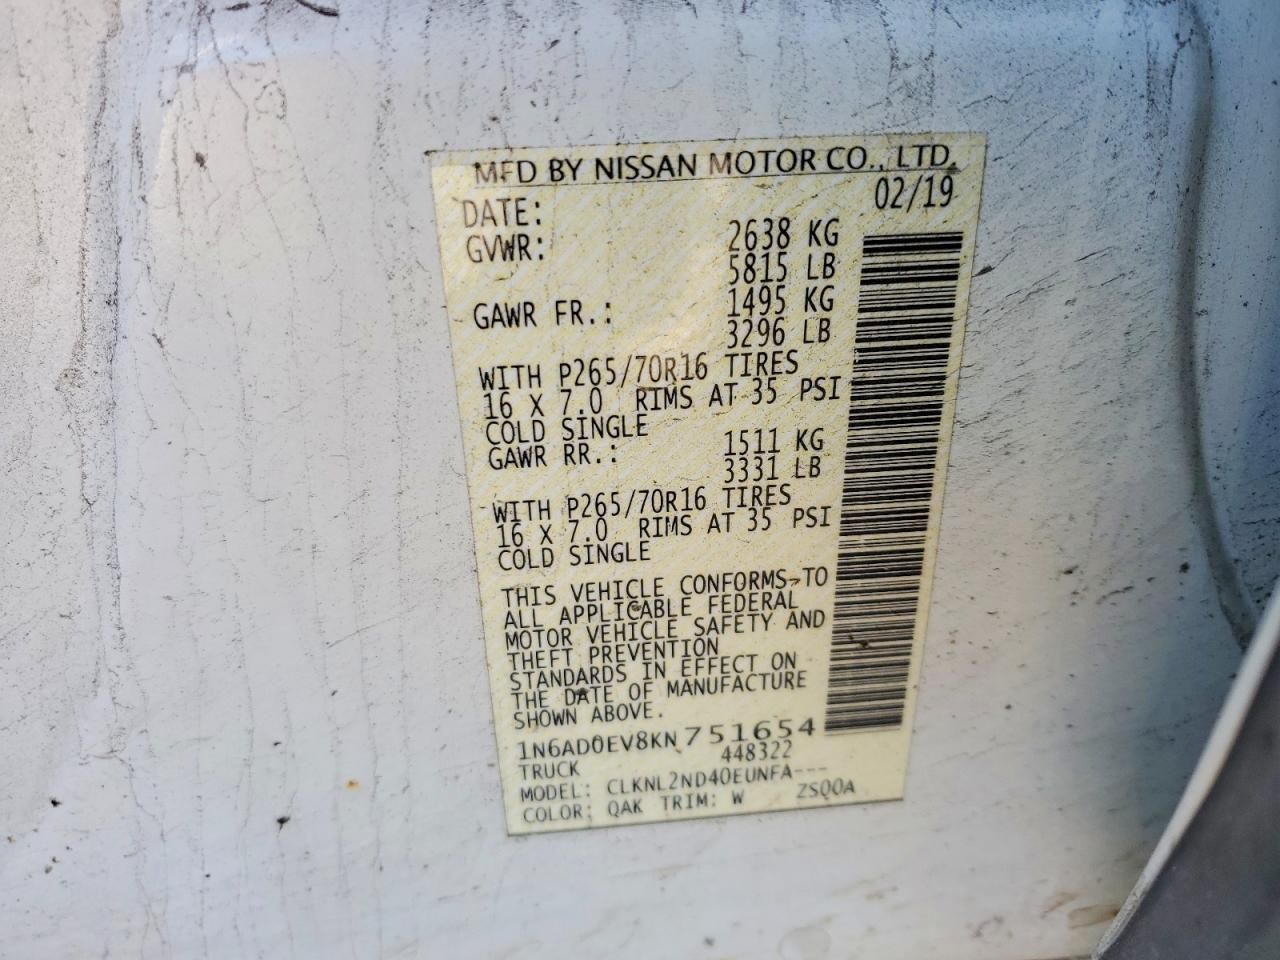 MFD BY NISSAN MOTOR CO., LTD.
DATE: 02/19
GVWR: 2638 KG
5815 LB
GAWR FR.: 1495 KG
3296 LB
WITH P265/70R16 TIRES
16 X 7.0 RIMS AT 35 PSI
COLD SINGLE
GAWR RR.: 1511 KG
3331 LB
WITH P265/70R16 TIRES
16 X 7.0 RIMS AT 35 PSI
COLD SINGLE
THIS VEHICLE CONFORMS TO
ALL APPLICABLE FEDERAL
MOTOR VEHICLE SAFETY AND
THEFT PREVENTION
STANDARDS IN EFFECT ON
THE DATE OF MANUFACTURE
SHOWN ABOVE.
1N6AD0EV8KN751654
TRUCK 448322
MODEL: CLKNL2ND40EUNFA---
COLOR: QAK TRIM: W ZSQ0A